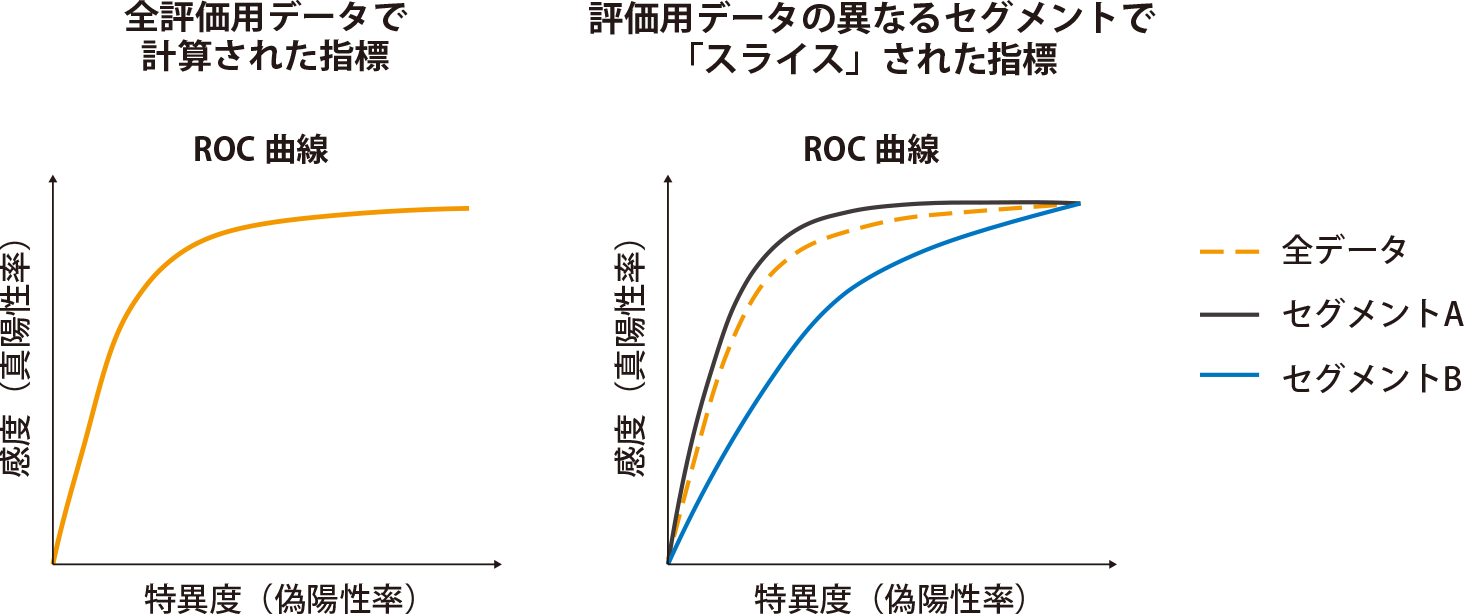 全評価用データで
計算された指標
ROC 曲線
感度（真陽性率）
特異度（偽陽性率）
評価用データの異なるセグメントで
「スライス」された指標
ROC 曲線
感度（真陽性率）
特異度（偽陽性率）
全データ
セグメントA
セグメントB